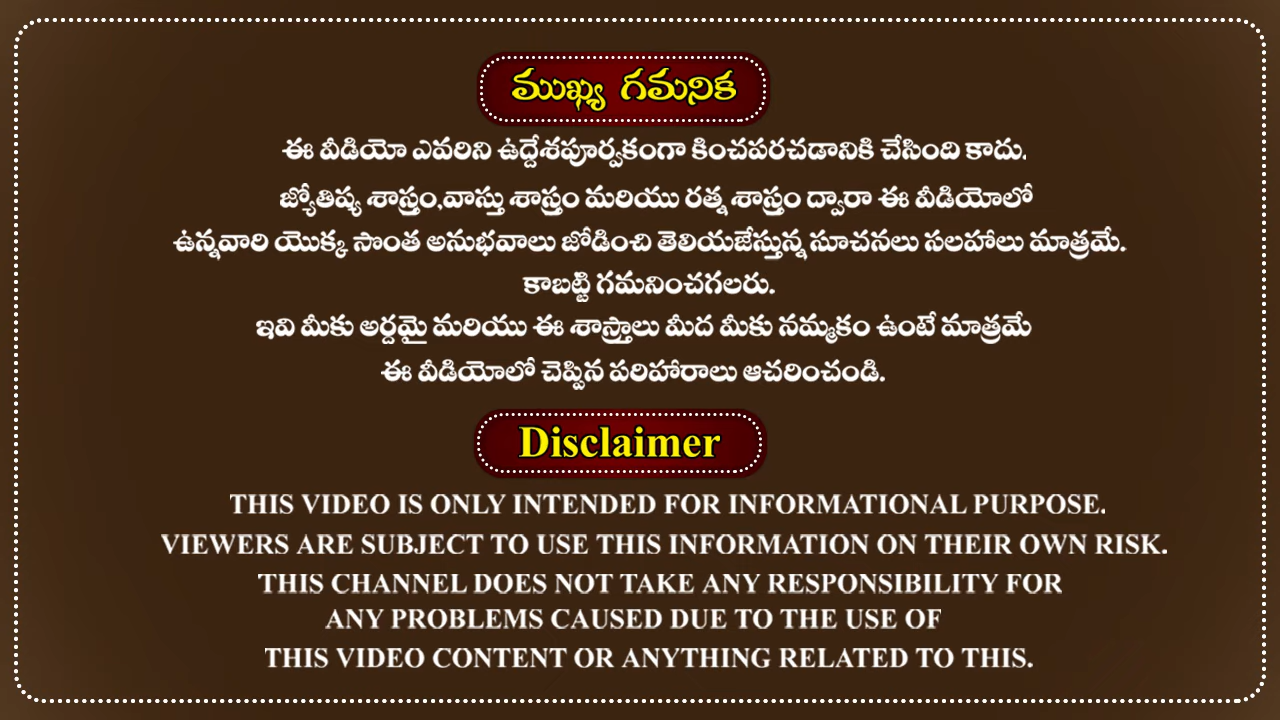 ముఖ్య గమనిక
ఈ వీడియో ఎవరిని ఉద్దేశపూర్వకంగా కించపరచడానికి చేసింది కాదు.
జ్యోతిష్య శాస్త్రం,వాస్తు శాస్త్రం మరియు రత్న శాస్త్రం ద్వారా ఈ వీడియోలో
ఉన్నవారి యొక్క సొంత అనుభవాలు జోడించి తెలియజేస్తున్న సూచనలు సలహాలు మాత్రమే.
కాబట్టి గమనించగలరు.
ఇవి మీకు అర్దమై మరియు ఈ శాస్త్రాలు మీద మీకు నమ్మకం ఉంటే మాత్రమే
ఈ వీడియోలో చెప్పిన పరిహారాలు ఆచరించండి.
Disclaimer
THIS VIDEO IS ONLY INTENDED FOR INFORMATIONAL PURPOSE.
VIEWERS ARE SUBJECT TO USE THIS INFORMATION ON THEIR OWN RISK.
THIS CHANNEL DOES NOT TAKE ANY RESPONSIBILITY FOR
ANY PROBLEMS CAUSED DUE TO THE USE OF
THIS VIDEO CONTENT OR ANYTHING RELATED TO THIS.